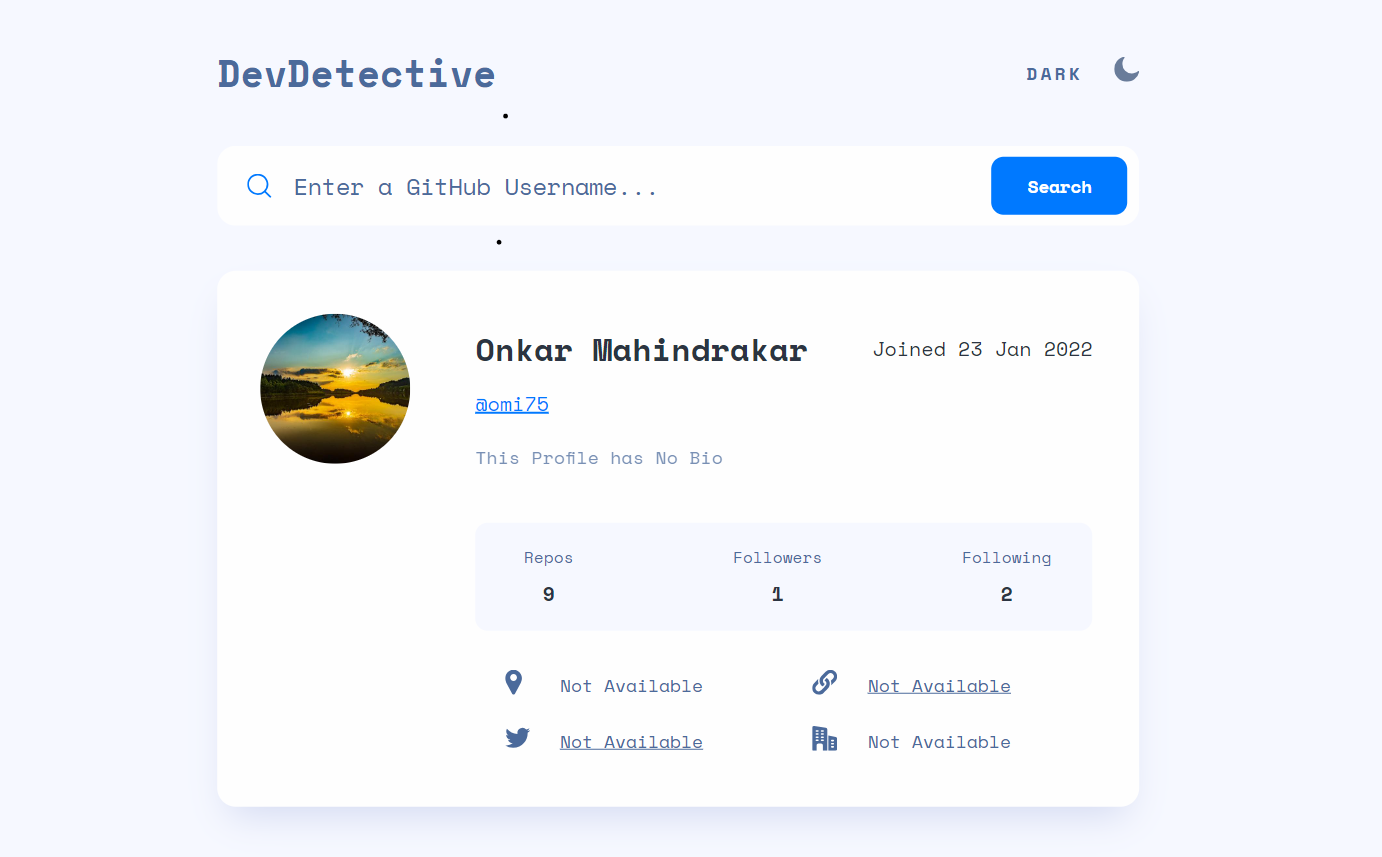 DevDetective
DARK
Enter a GitHub Username...
Search
Onkar Mahindrakar
Joined 23 Jan 2022
@omi75
This Profile has No Bio
Repos Followers Following
9 1 2
Not Available Not Available
Not Available Not Available